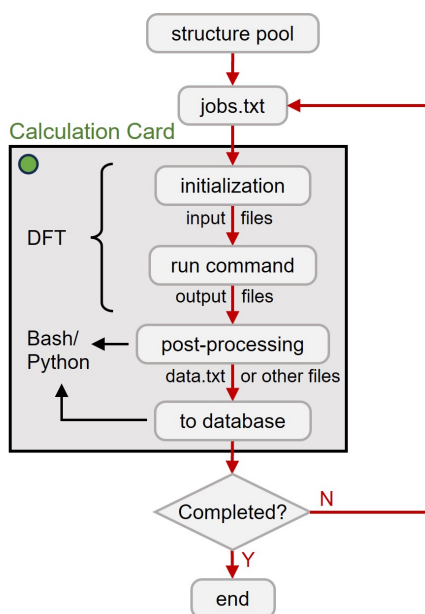 structure pool
jobs.txt
Calculation Card
initialization
input files
DFT
run command
output files
Bash/
Python
post-processing
data.txt or other files
to database
Completed?
N
Y
end